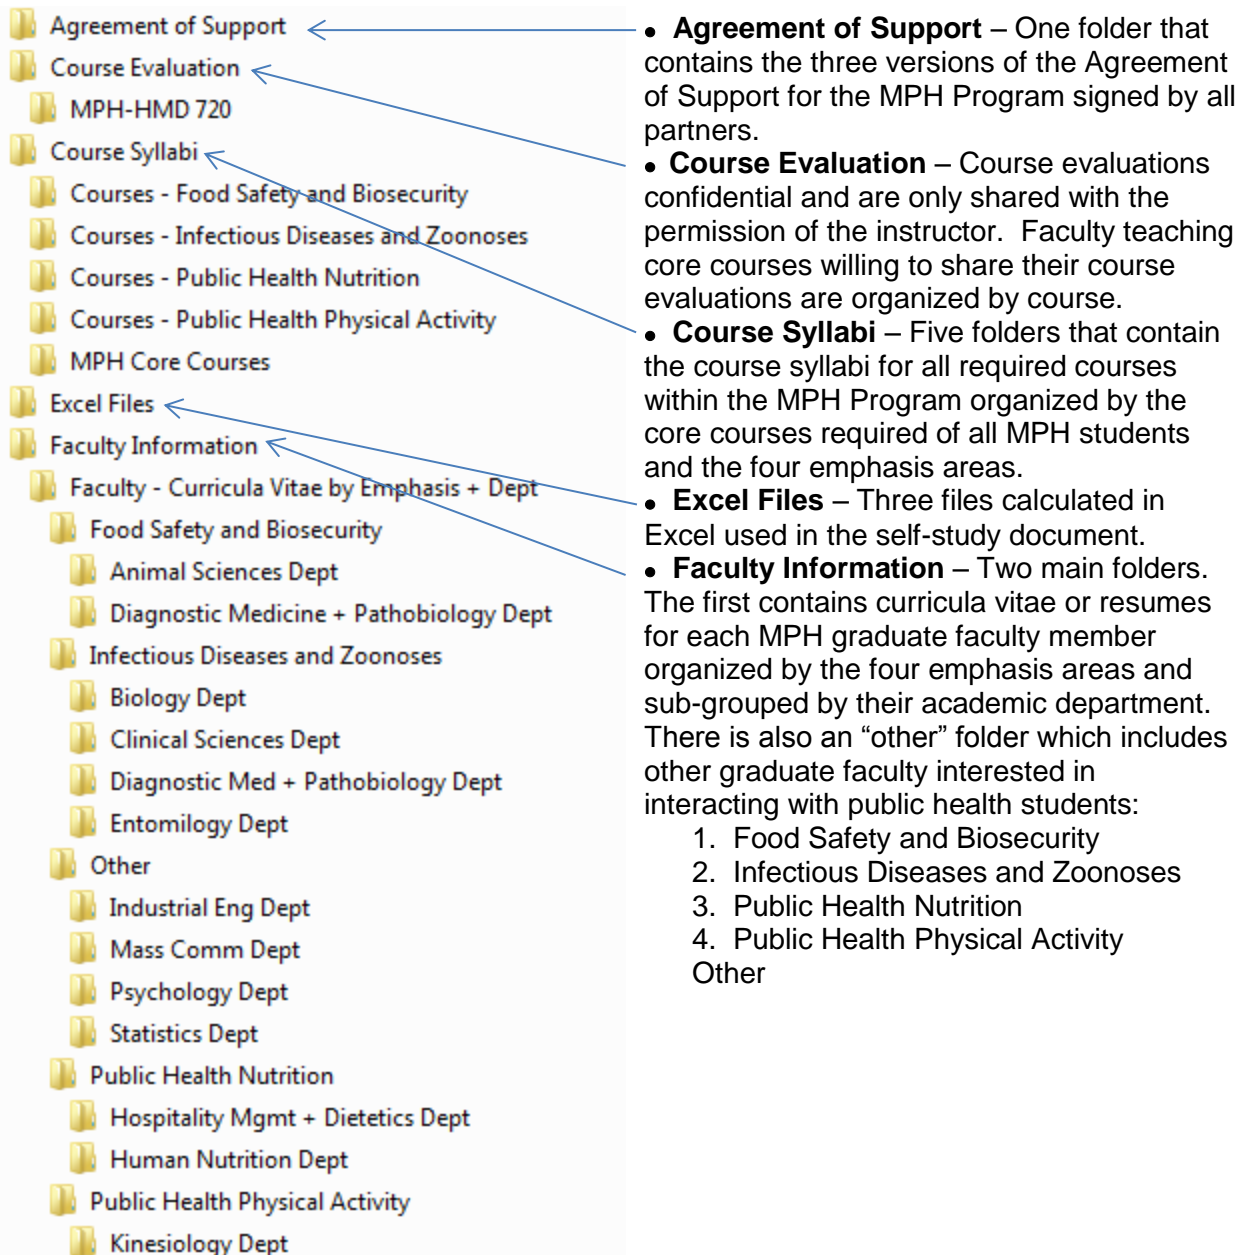 Agreement of Support
Course Evaluation
MPH-HMD 720
Course Syllabi
Courses - Food Safety and Biosecurity
Courses - Infectious Diseases and Zoonoses
Courses - Public Health Nutrition
Courses - Public Health Physical Activity
MPH Core Courses
Excel Files
Faculty Information
Faculty - Curricula Vitae by Emphasis + Dept
Food Safety and Biosecurity
Animal Sciences Dept
Diagnostic Medicine + Pathobiology Dept
Infectious Diseases and Zoonoses
Biology Dept
Clinical Sciences Dept
Diagnostic Med + Pathobiology Dept
Entomilogy Dept
Other
Industrial Eng Dept
Mass Comm Dept
Psychology Dept
Statistics Dept
Public Health Nutrition
Hospitality Mgmt + Dietetics Dept
Human Nutrition Dept
Public Health Physical Activity
Kinesiology Dept
• Agreement of Support – One folder that
contains the three versions of the Agreement
of Support for the MPH Program signed by all
partners.
• Course Evaluation – Course evaluations
confidential and are only shared with the
permission of the instructor. Faculty teaching
core courses willing to share their course
evaluations are organized by course.
• Course Syllabi – Five folders that contain
the course syllabi for all required courses
within the MPH Program organized by the
core courses required of all MPH students
and the four emphasis areas.
• Excel Files – Three files calculated in
Excel used in the self-study document.
• Faculty Information – Two main folders.
The first contains curricula vitae or resumes
for each MPH graduate faculty member
organized by the four emphasis areas and
sub-grouped by their academic department.
There is also an “other” folder which includes
other graduate faculty interested in
interacting with public health students:
1. Food Safety and Biosecurity
2. Infectious Diseases and Zoonoses
3. Public Health Nutrition
4. Public Health Physical Activity
Other